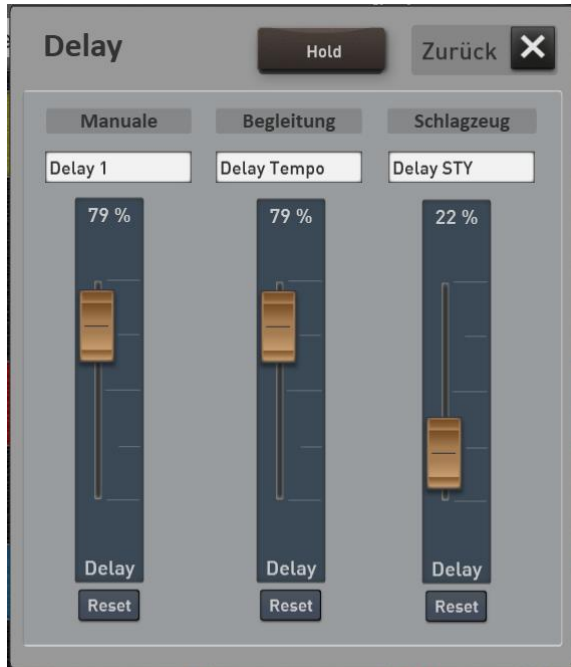 Delay
Hold
Zurück
Manuale
Begleitung
Schlagzeug
Delay 1
Delay Tempo
Delay STY
79 %
79 %
22 %
Delay
Delay
Delay
Reset
Reset
Reset